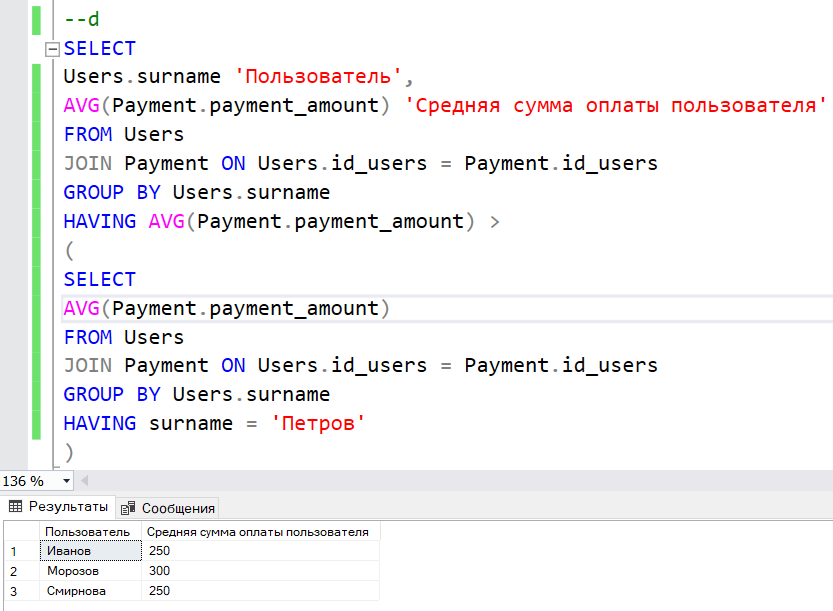 --d
SELECT
Users.surname 'Пользователь',
AVG(Payment.payment_amount) 'Средняя сумма оплаты пользователя'
FROM Users
JOIN Payment ON Users.id_users = Payment.id_users
GROUP BY Users.surname
HAVING AVG(Payment.payment_amount) >
(
SELECT
AVG(Payment.payment_amount)
FROM Users
JOIN Payment ON Users.id_users = Payment.id_users
GROUP BY Users.surname
HAVING surname = 'Петров'
)
136 %
Результаты Сообщения
Пользователь Средняя сумма оплаты пользователя
1 Иванов 250
2 Морозов 300
3 Смирнова 250